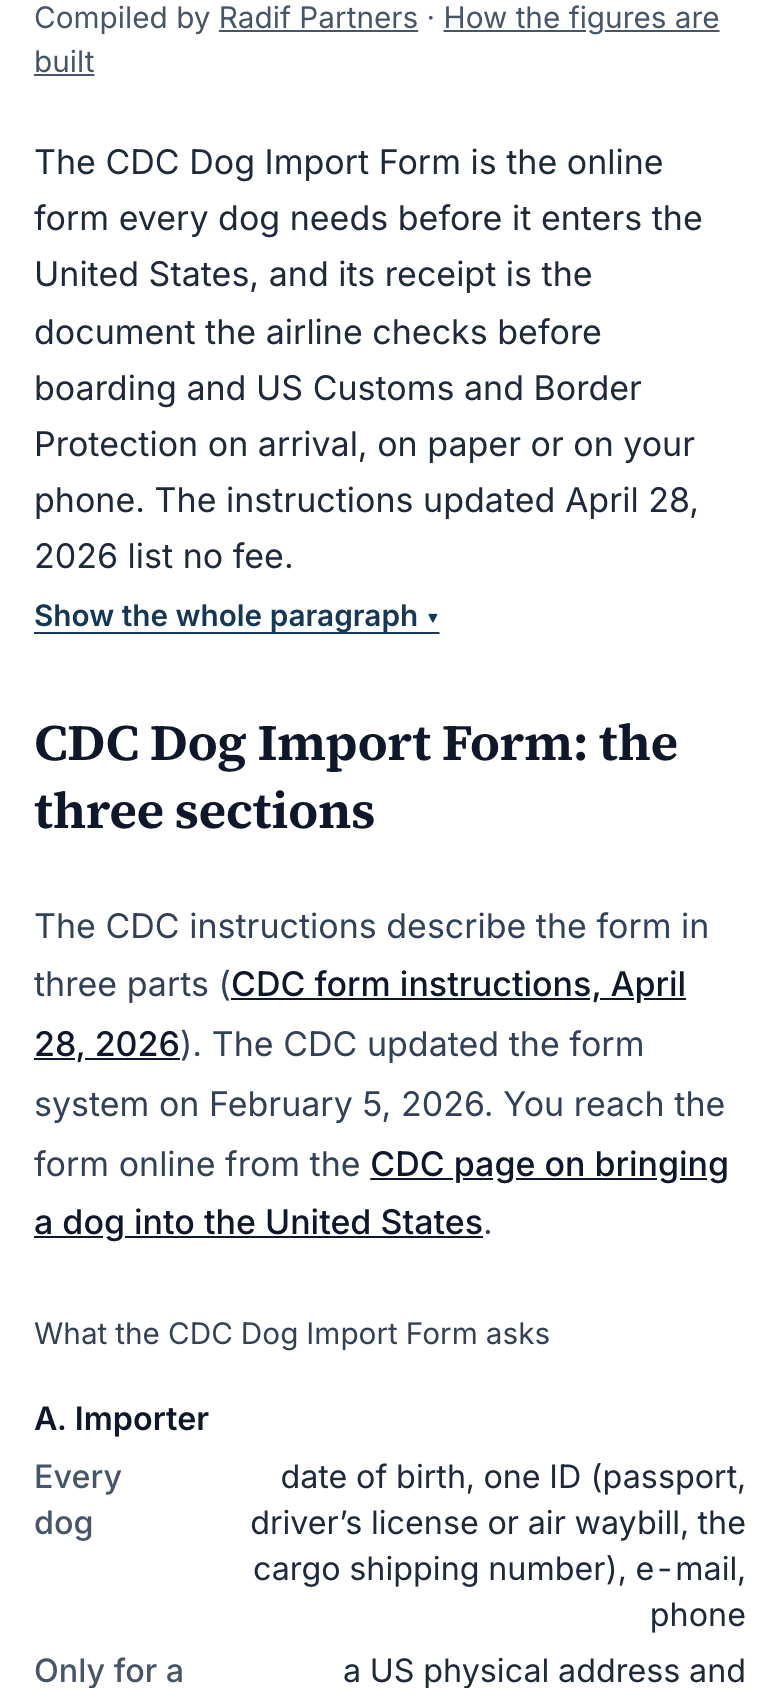 Compiled by Radif Partners · How the figures are
built
The CDC Dog Import Form is the online
form every dog needs before it enters the
United States, and its receipt is the
document the airline checks before
boarding and US Customs and Border
Protection on arrival, on paper or on your
phone. The instructions updated April 28,
2026 list no fee.
Show the whole paragraph ▾
CDC Dog Import Form: the
three sections
The CDC instructions describe the form in
three parts (CDC form instructions, April
28, 2026). The CDC updated the form
system on February 5, 2026. You reach the
form online from the CDC page on bringing
a dog into the United States.
What the CDC Dog Import Form asks
A. Importer
Every date of birth, one ID (passport,
dog driver’s license or air waybill, the
cargo shipping number), e-mail,
phone
Only for a a US physical address and